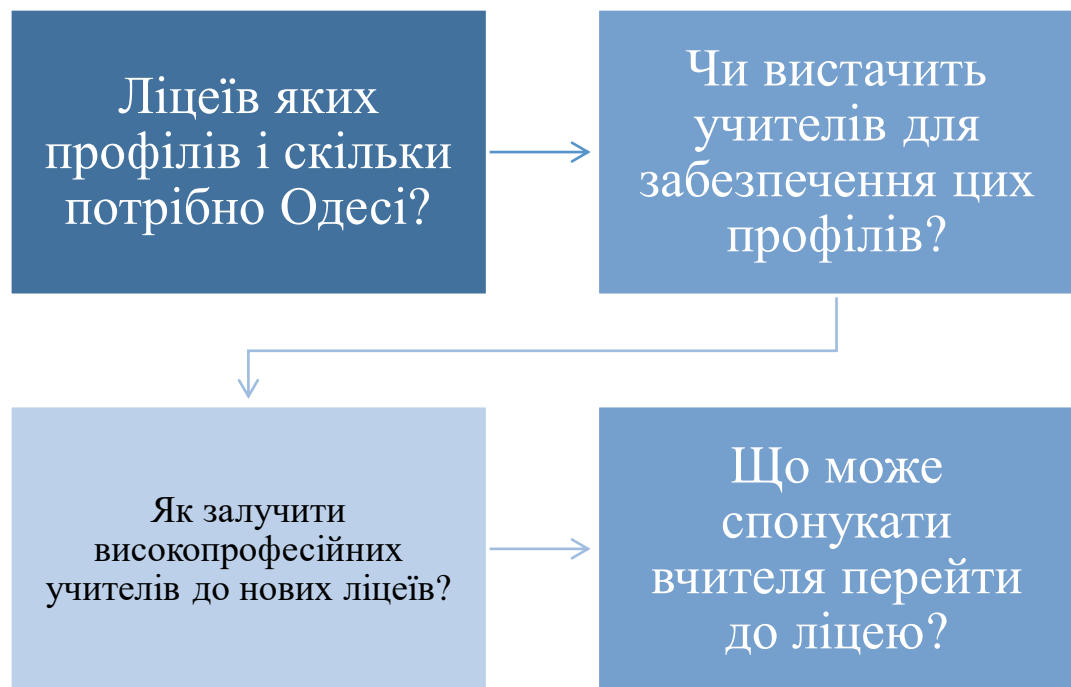 Ліцеїв яких
профілів і скільки
потрібно Одесі?
Чи вистачить
учителів для
забезпечення цих
профілів?
Як залучити
високопрофесійних
учителів до нових ліцеїв?
Що може
спонукати
вчителя перейти
до ліцею?